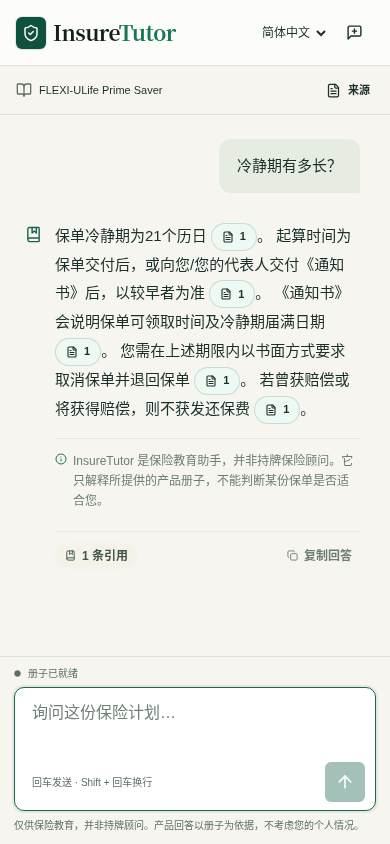 InsureTutor
简体中文
FLEXI-ULife Prime Saver
来源
冷静期有多长?
保单冷静期为21个历日 1 。 起算时间为
保单交付后，或向您/您的代表人交付《通知
书》后，以较早者为准 1 。 《通知书》
会说明保单可领取时间及冷静期届满日期
1 。 您需在上述期限内以书面方式要求
取消保单并退回保单 1 。 若曾获赔偿或
将获得赔偿，则不获发还保费 1 。
InsureTutor 是保险教育助手，并非持牌保险顾问。它
只解释所提供的产品册子，不能判断某份保单是否适
合您。
1 条引用
复制回答
册子已就绪
询问这份保险计划…
回车发送 · Shift + 回车换行
仅供保险教育，并非持牌顾问。产品回答以册子为依据，不考虑您的个人情况。